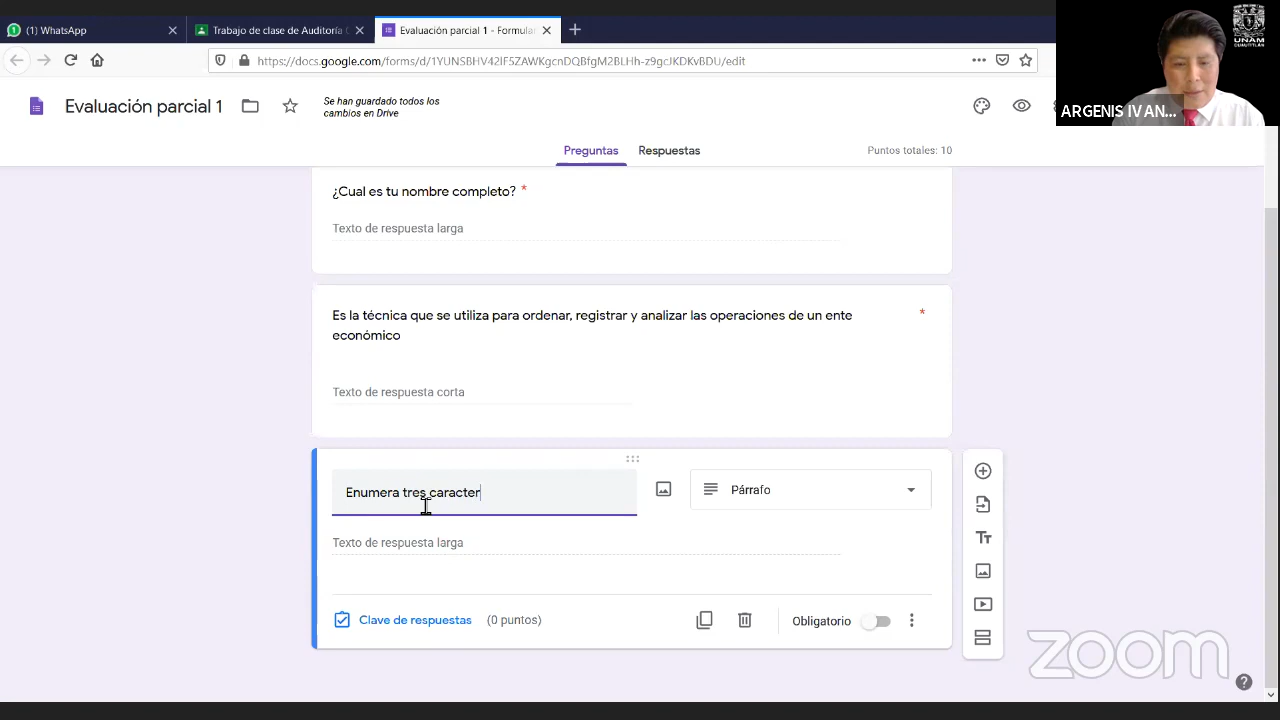 (1) WhatsApp
Trabajo de clase de Auditoría (
Evaluación parcial 1 - Formula
https://docs.google.com/forms/d/1YUNSBHV42IF5ZAWKgcnDQBfgM2BLHh-z9gcJKDKvBDU/edit
UNAM
CUAUTITLÁN
ARGENIS IVAN...
Evaluación parcial 1
Se han guardado todos los
cambios en Drive
Preguntas
Respuestas
Puntos totales: 10
¿Cual es tu nombre completo? *
Texto de respuesta larga
Es la técnica que se utiliza para ordenar, registrar y analizar las operaciones de un ente *
económico
Texto de respuesta corta
Enumera tres caracter
Párrafo
Texto de respuesta larga
Clave de respuestas (0 puntos)
Obligatorio
zoom